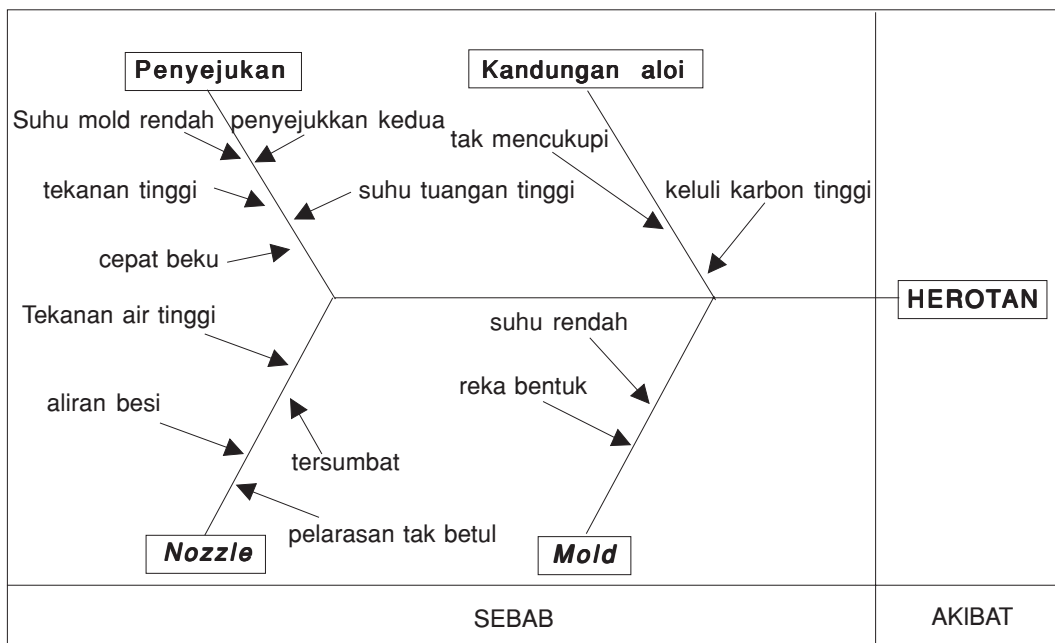 Penyejukan
Kandungan aloi
Suhu mold rendah
penyejukkan kedua
tak mencukupi
tekanan tinggi
suhu tuangan tinggi
keluli karbon tinggi
cepat beku
HEROTAN
Tekanan air tinggi
suhu rendah
reka bentuk
aliran besi
tersumbat
pelarasan tak betul
Nozzle
Mold
SEBAB
AKIBAT